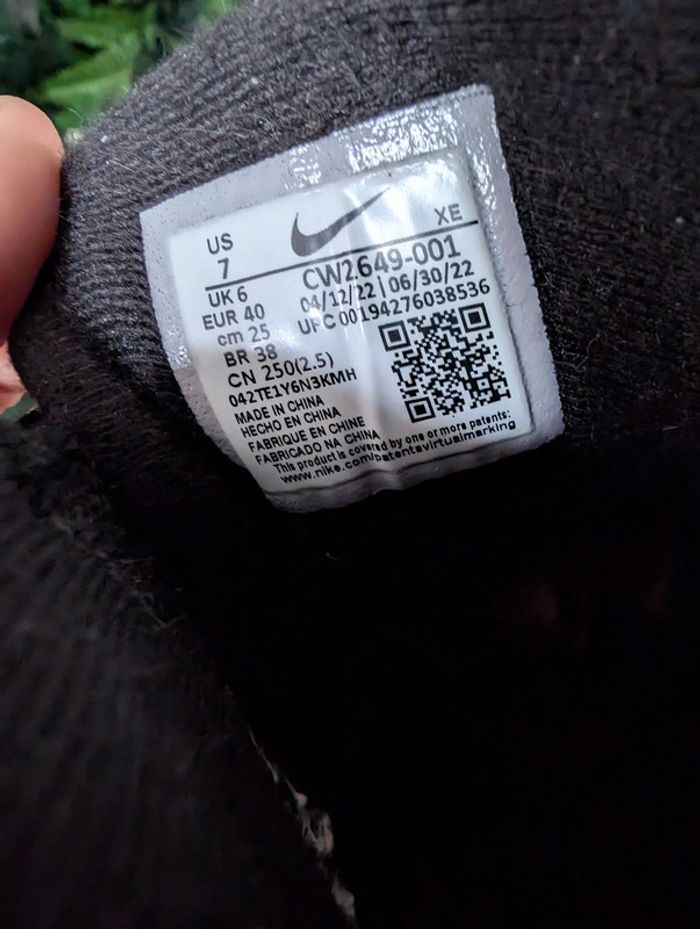 US
7
XE
CW2649-001
UK 6
04/12/22 | 06/30/22
EUR 40
UPC 00194276038536
cm 25
BR 38
CN 250(2.5)
042TE1Y6N3KMH
MADE IN CHINA
HECHO EN CHINA
FABRIQUE EN CHINE
FABRICADO NA CHINA
This product is covered by one or more patents:
www.nike.com/patentsvirtualmarking